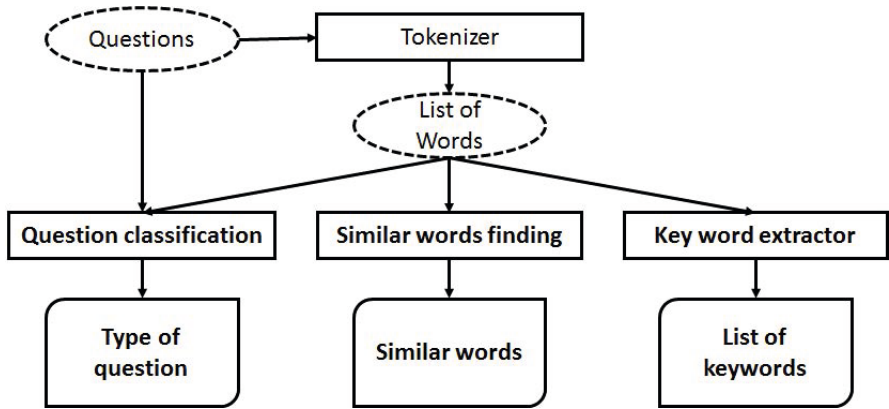 Questions
Tokenizer
List of
Words
Question classification
Similar words finding
Key word extractor
Type of
question
Similar words
List of
keywords